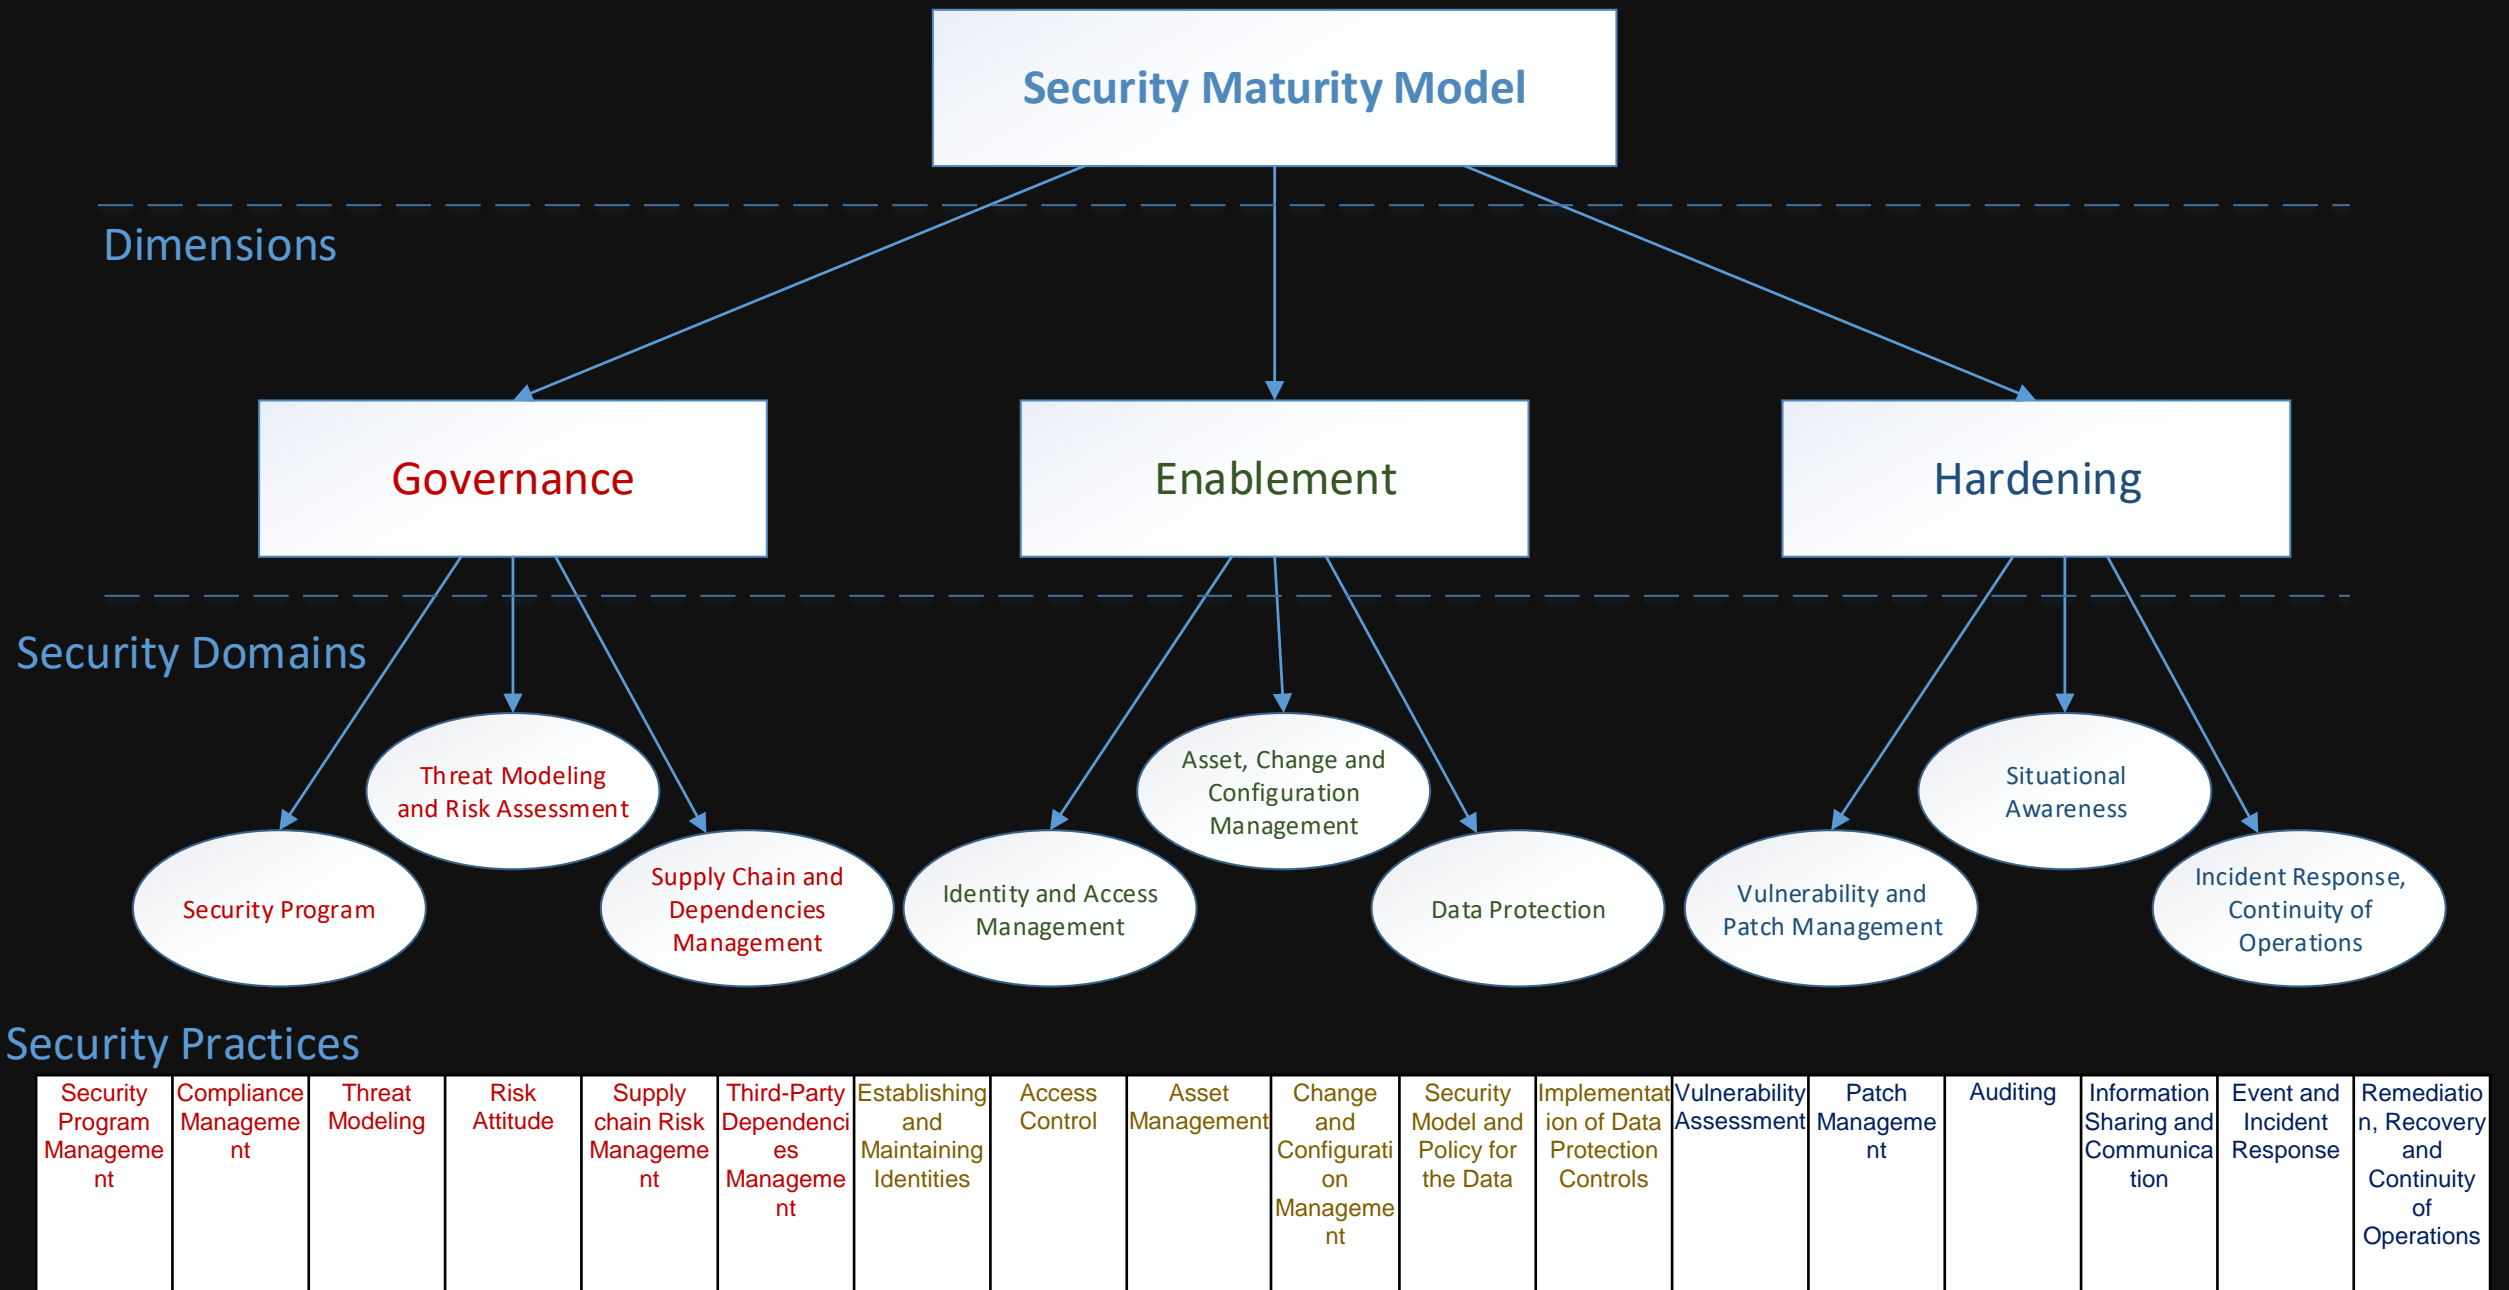 Security Maturity Model
Dimensions
Governance
Enablement
Hardening
Security Domains
Threat Modeling
and Risk Assessment
Asset, Change and
Configuration
Management
Situational
Awareness
Security Program
Supply Chain and
Dependencies
Management
Identity and Access
Management
Data Protection
Vulnerability and
Patch Management
Incident Response,
Continuity of
Operations
Security Practices
Security
Program
Manageme
nt
Compliance
Manageme
nt
Threat
Modeling
Risk
Attitude
Supply
chain Risk
Manageme
nt
Third-Party
Dependenci
es
Manageme
nt
Establishing
and
Maintaining
Identities
Access
Control
Asset
Management
Change
and
Configurati
on
Manageme
nt
Security
Model and
Policy for
the Data
Implementat
ion of Data
Protection
Controls
Vulnerability
Assessment
Patch
Manageme
nt
Auditing
Information
Sharing and
Communica
tion
Event and
Incident
Response
Remediatio
n, Recovery
and
Continuity
of
Operations